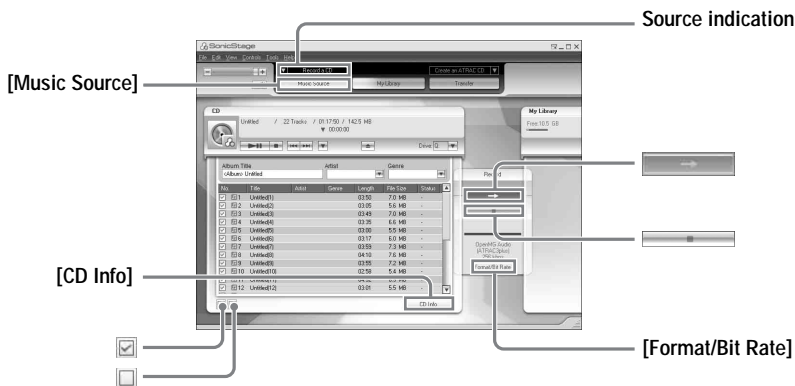 Source indication
SonicStage
File Edit View Controls Tools Help
Record a CD
Create an ATRAC CD
[Music Source]
Music Source
My Library
Transfer
CD
My Library
Untitled / 22 Tracks / 01:17:50 / 142.5 MB
Free:10.5 GB
00:00:00
Drive: Q
Album Title
Artist
Genre
<Album> Untitled
Record
No. Title Artist Genre Length File Size Status
1 Untitled(1) 03:50 7.0 MB -
2 Untitled(2) 03:05 5.6 MB -
3 Untitled(3) 03:49 7.0 MB -
4 Untitled(4) 03:35 6.6 MB -
5 Untitled(5) 03:00 5.5 MB -
6 Untitled(6) 03:17 6.0 MB -
7 Untitled(7) 03:59 7.3 MB -
8 Untitled(8) 04:10 7.6 MB -
9 Untitled(9) 03:55 7.2 MB -
10 Untitled(10) 02:58 5.4 MB -
12 Untitled(12) 03:01 5.5 MB -
OpenMG Audio
(ATRAC3plus)
Format/Bit Rate
[CD Info]
CD Info
[Format/Bit Rate]